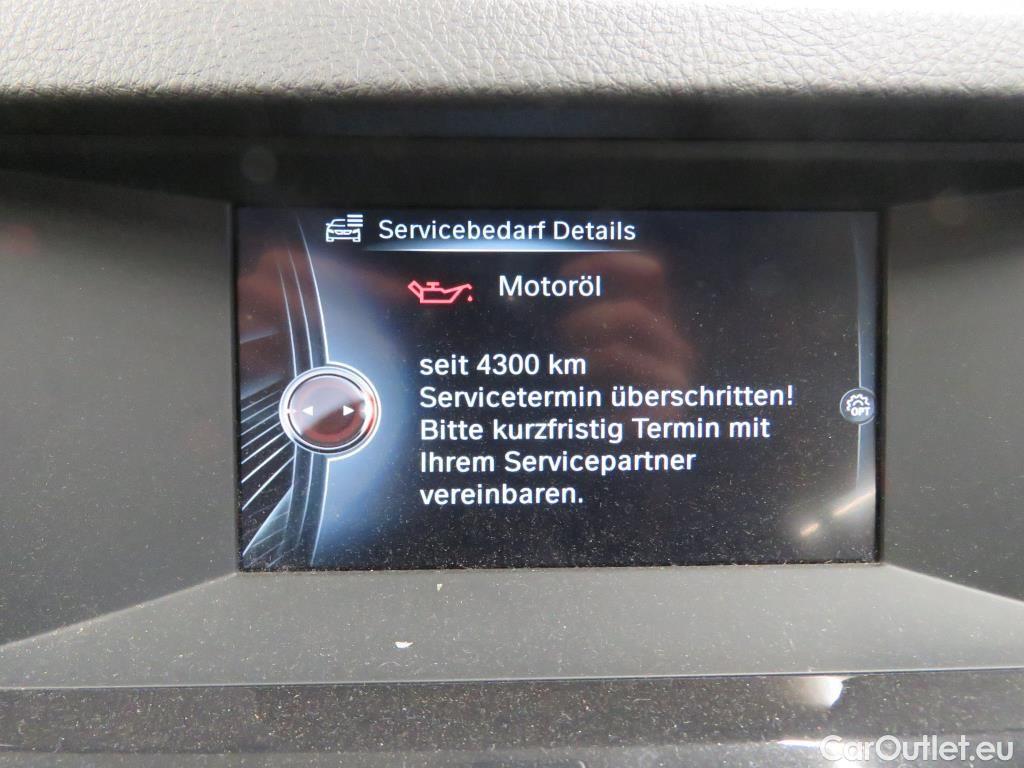 Servicebedarf Details
Motoröl
seit 4300 km
Servicetermin überschritten!
Bitte kurzfristig Termin mit
Ihrem Servicepartner
vereinbaren.
OPT
CarOutlet.eu